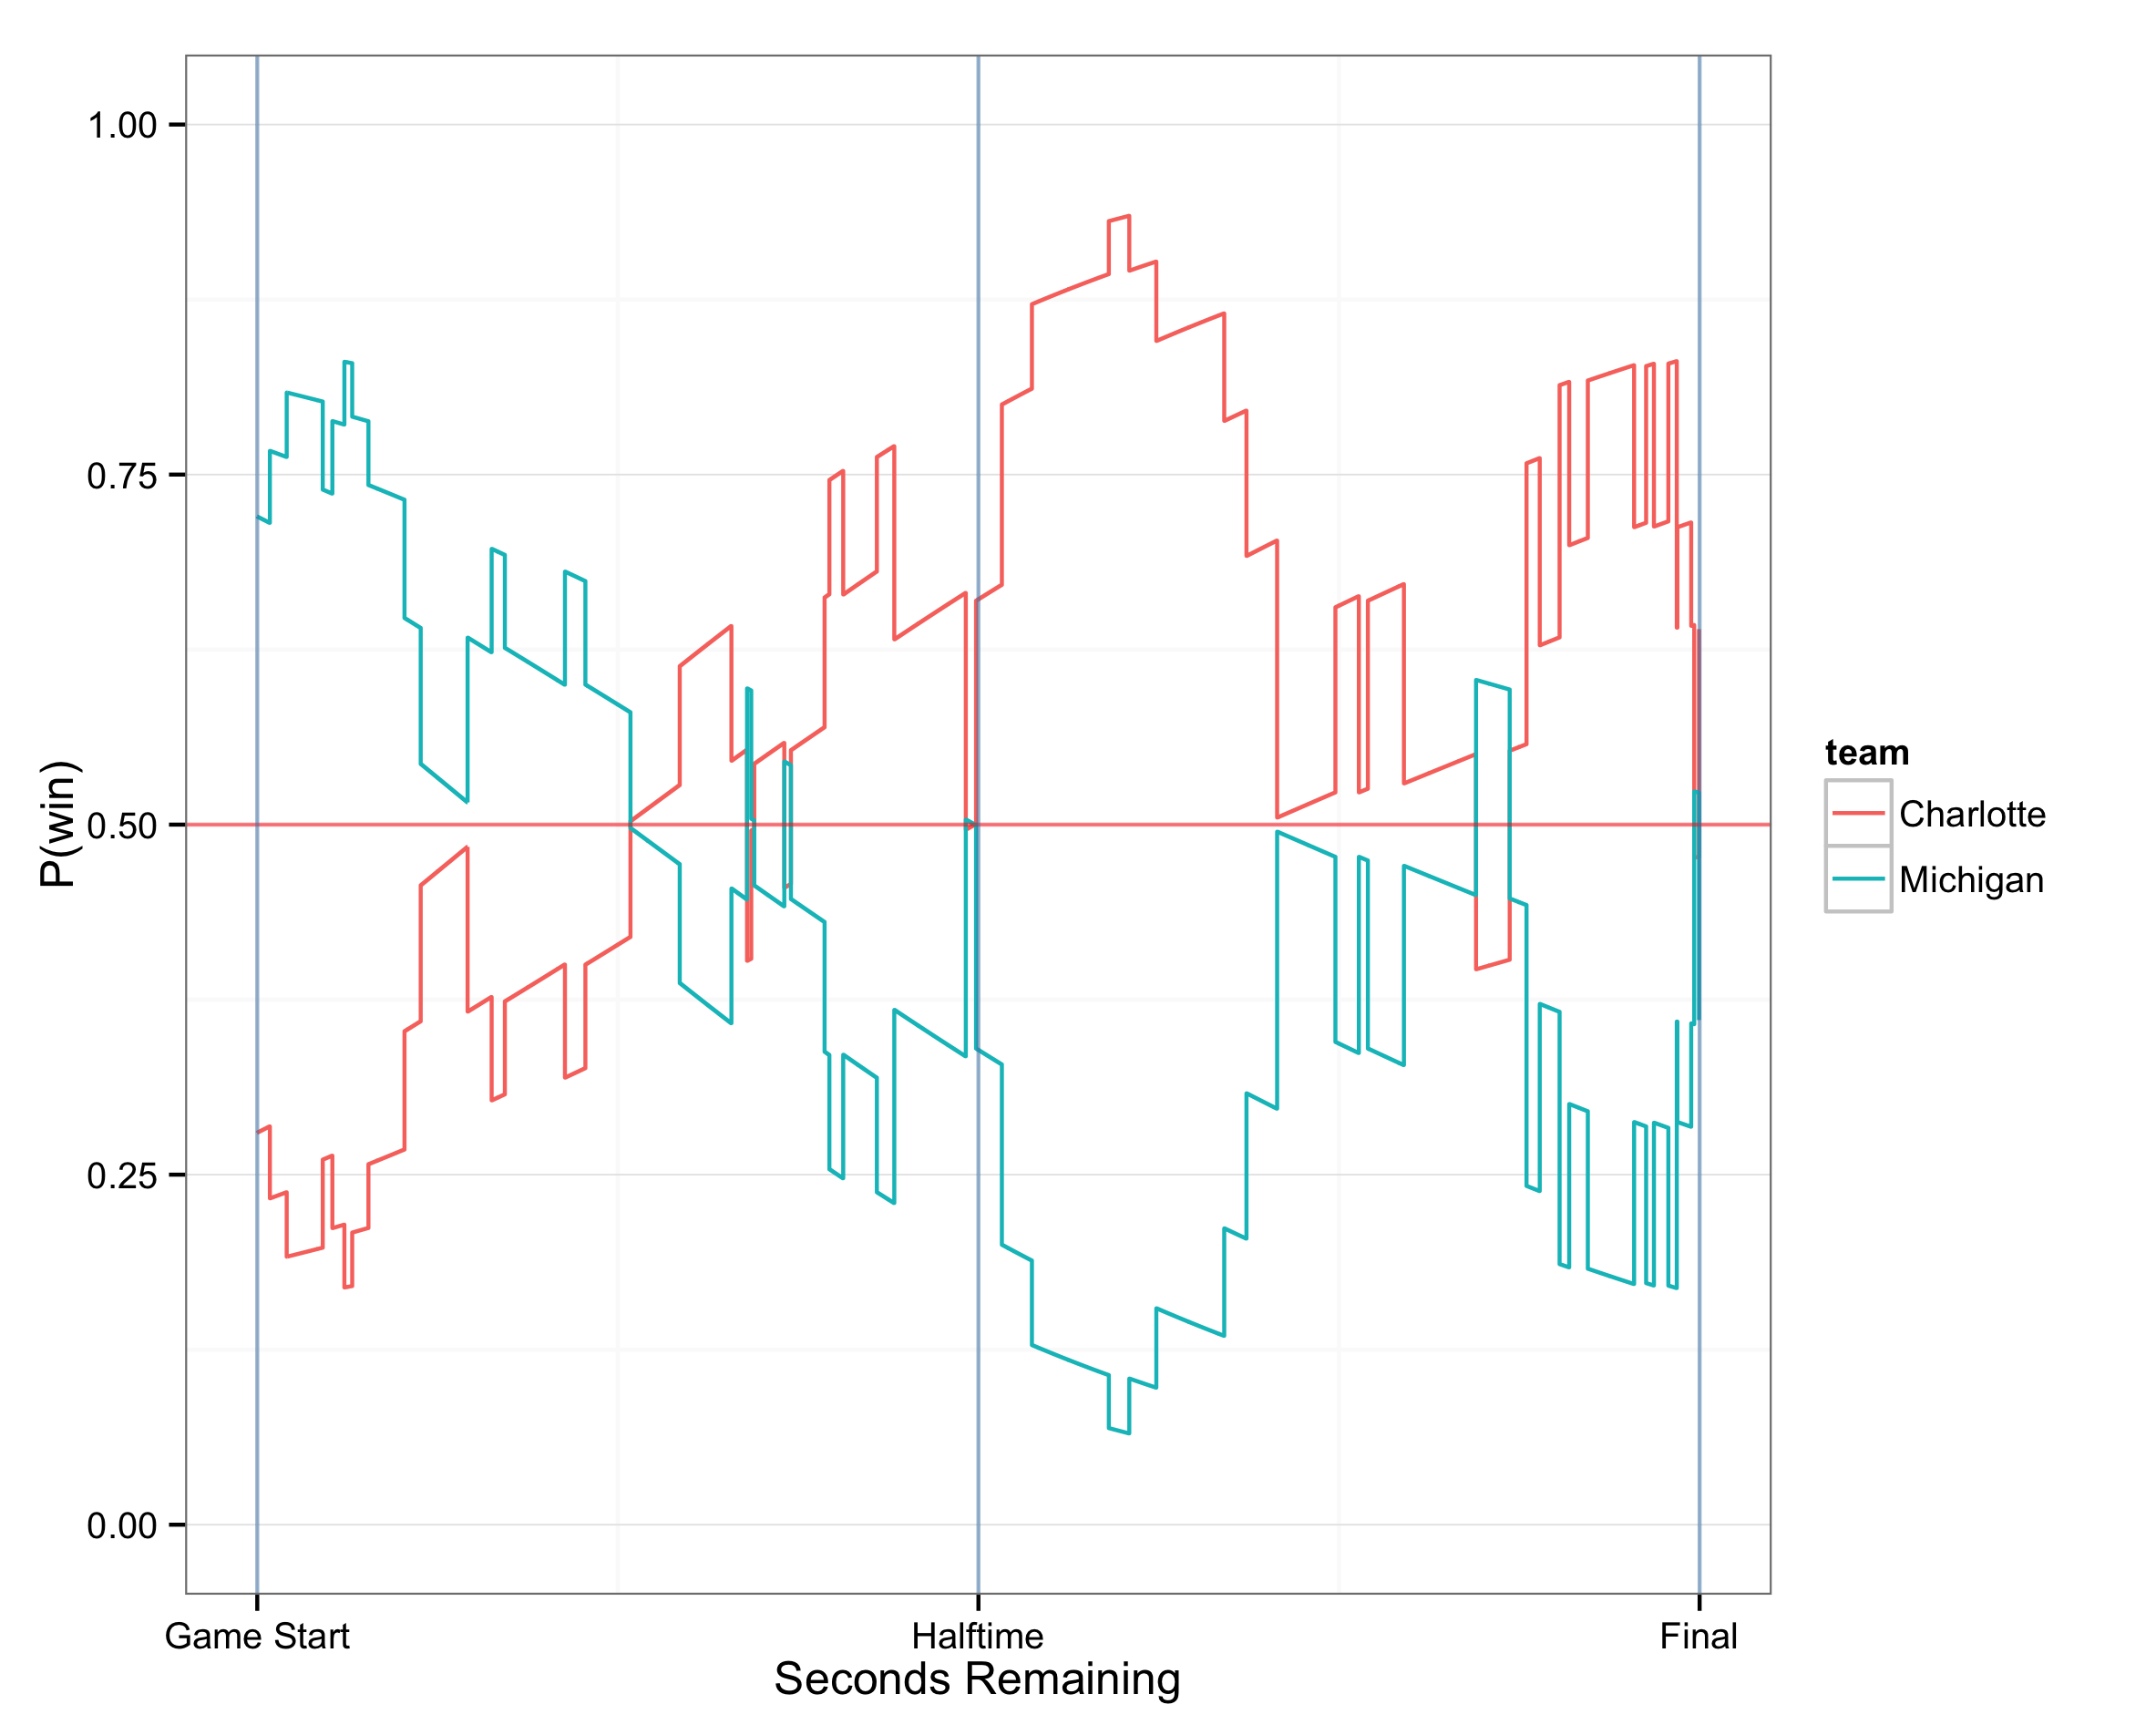 1.00
0.75
0.50
0.25
0.00
P(win)
Game Start
Halftime
Final
Seconds Remaining
team
Charlotte
Michigan